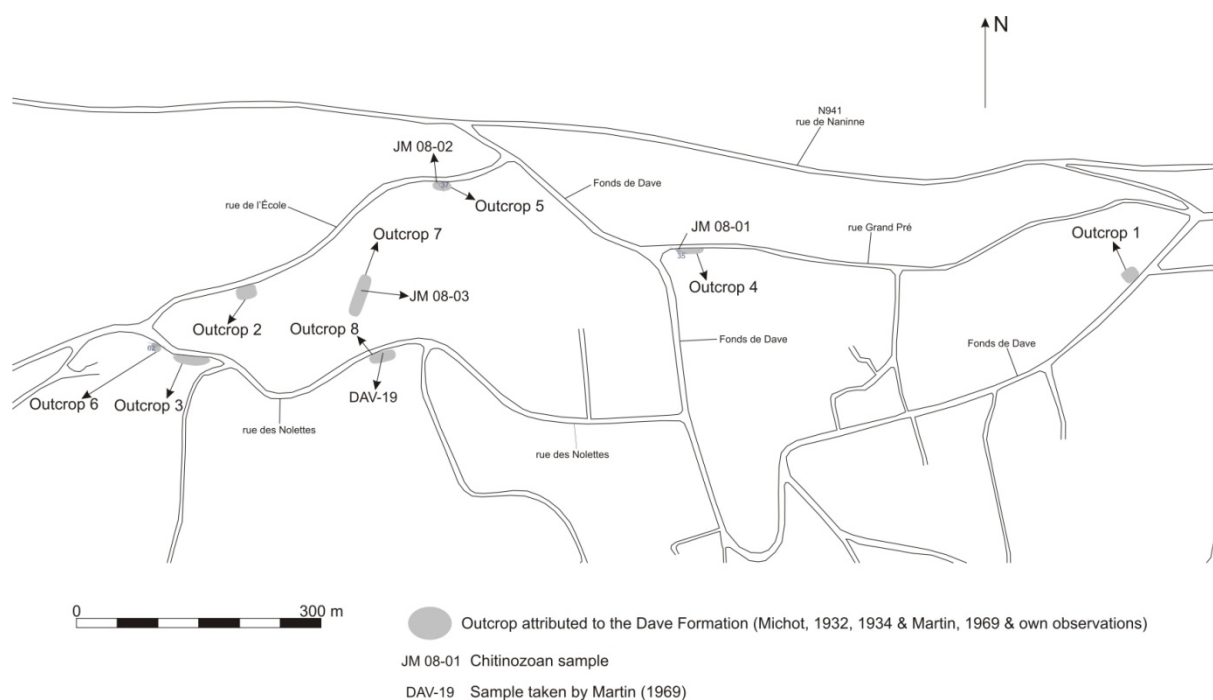 N
N941
rue de Naninne
JM 08-02
37
Outcrop 5
Fonds de Dave
rue de l'École
JM 08-01
35
Outcrop 4
rue Grand Pré
Outcrop 1
Outcrop 7
JM 08-03
Outcrop 2
Outcrop 8
DAV-19
Fonds de Dave
Fonds de Dave
Outcrop 6
Outcrop 3
rue des Nolettes
rue des Nolettes
0 300 m
Outcrop attributed to the Dave Formation (Michot, 1932, 1934 & Martin, 1969 & own observations)
JM 08-01 Chitinozoan sample
DAV-19 Sample taken by Martin (1969)